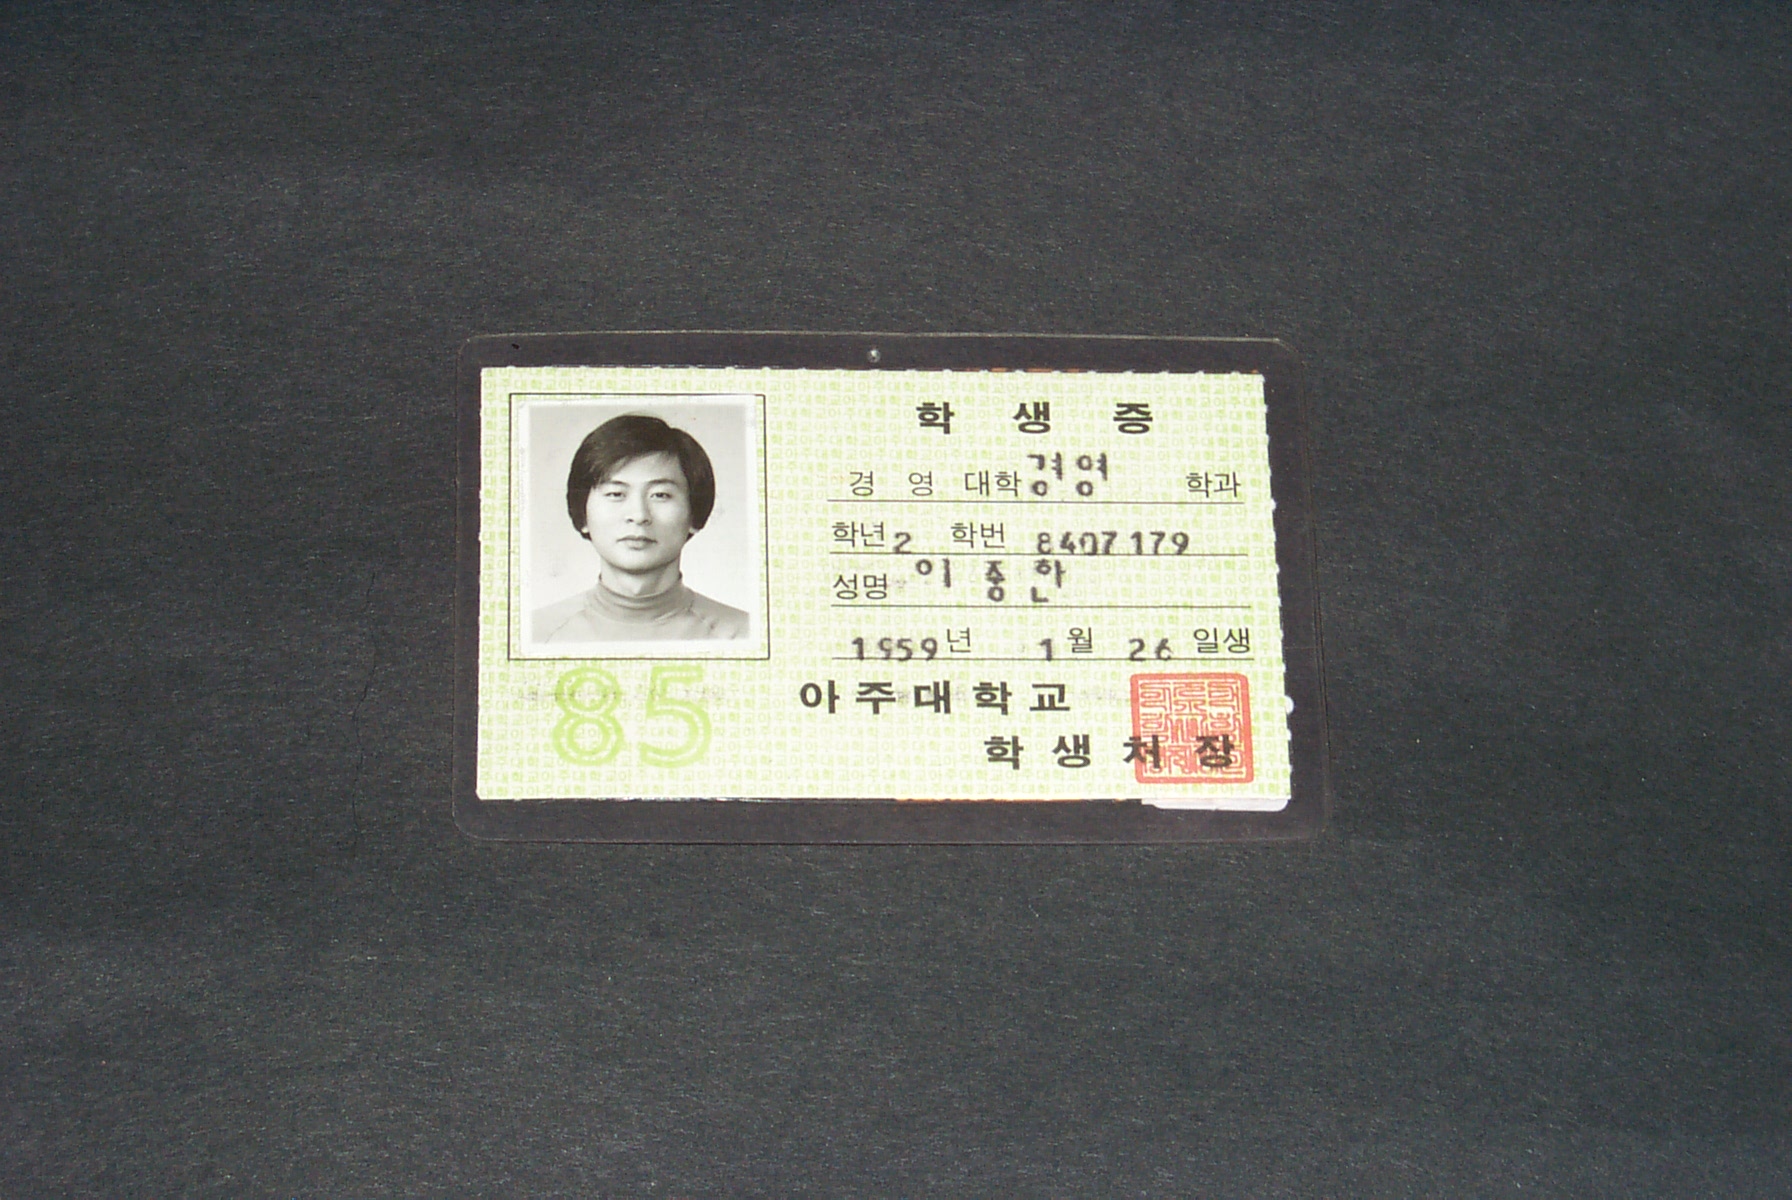 학 생 증
경 영 대학 경영 학과
학년 2 학번 8407179
성명 이 중 한
1959년 1월 26 일생
85 아주대학교
학 생 처 장